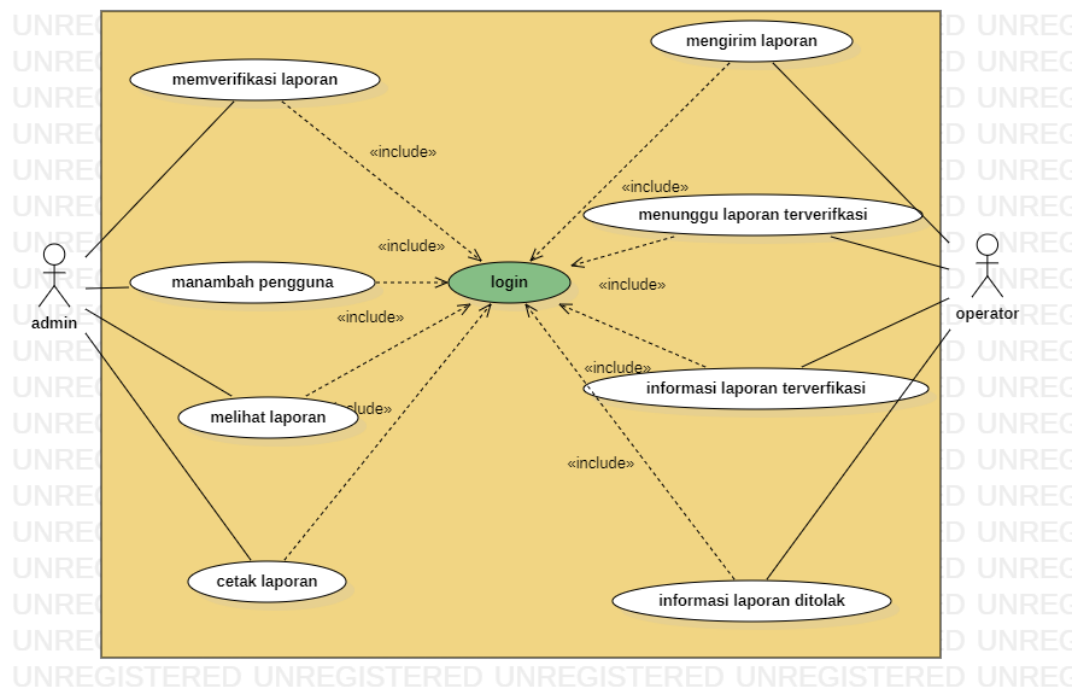 mengirim laporan
memverifikasi laporan
«include»
«include»
menunggu laporan terverifkasi
«include»
manambah pengguna
login
«include»
«include»
admin
operator
«include»
informasi laporan terverfikasi
melihat laporan
«include»
cetak laporan
informasi laporan ditolak
UNREGISTERED UNREGISTERED UNREGISTERED UNREGISTERED